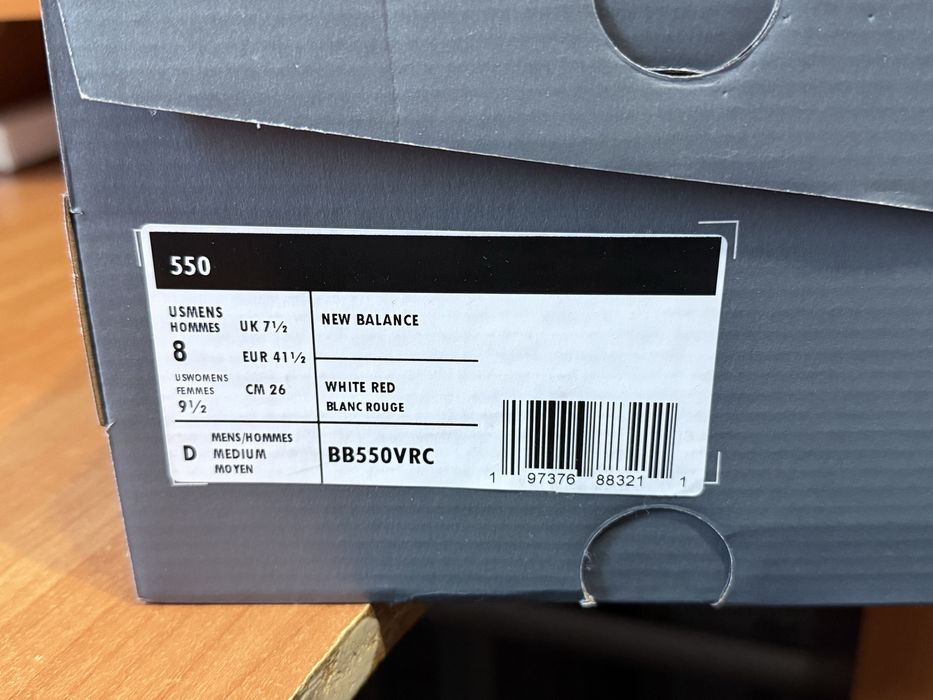 550
USMENS
HOMMES
8
UK 7½
EUR 41½
USWOMENS
FEMMES
9½
CM 26
D
MENS/HOMMES
MEDIUM
MOYEN
NEW BALANCE
WHITE RED
BLANC ROUGE
BB550VRC
1 97376 88321 1